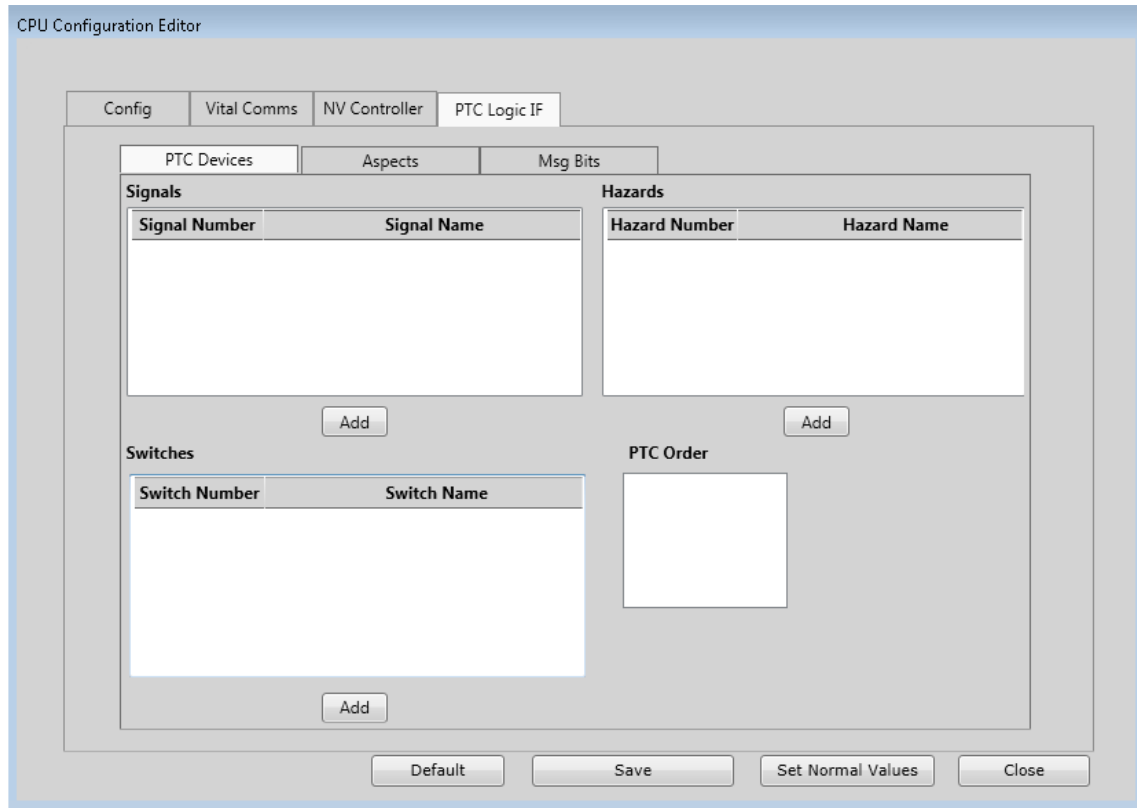 CPU Configuration Editor
Config Vital Comms NV Controller PTC Logic IF
PTC Devices Aspects Msg Bits
Signals Hazards
Signal Number Signal Name Hazard Number Hazard Name
Add Add
Switches PTC Order
Switch Number Switch Name
Add
Default Save Set Normal Values Close